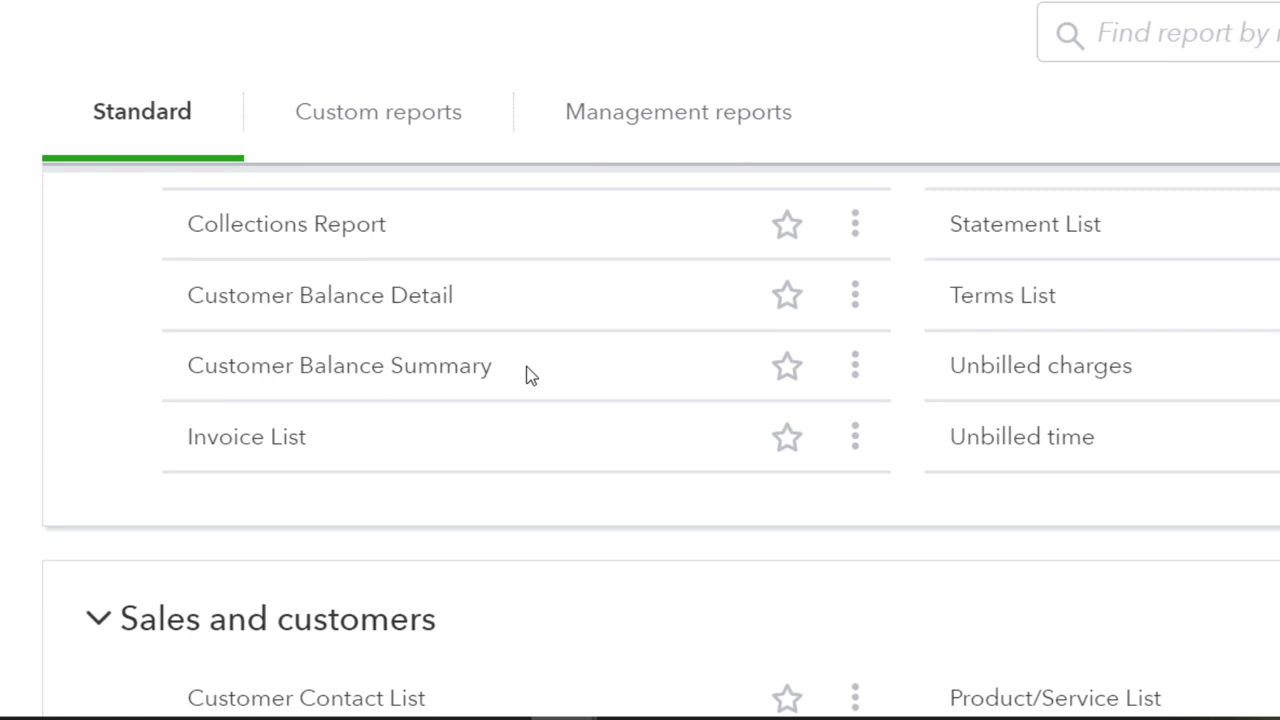 Find report by
Standard
Custom reports
Management reports
Collections Report
Statement List
Customer Balance Detail
Terms List
Customer Balance Summary
Unbilled charges
Invoice List
Unbilled time
Sales and customers
Customer Contact List
Product/Service List